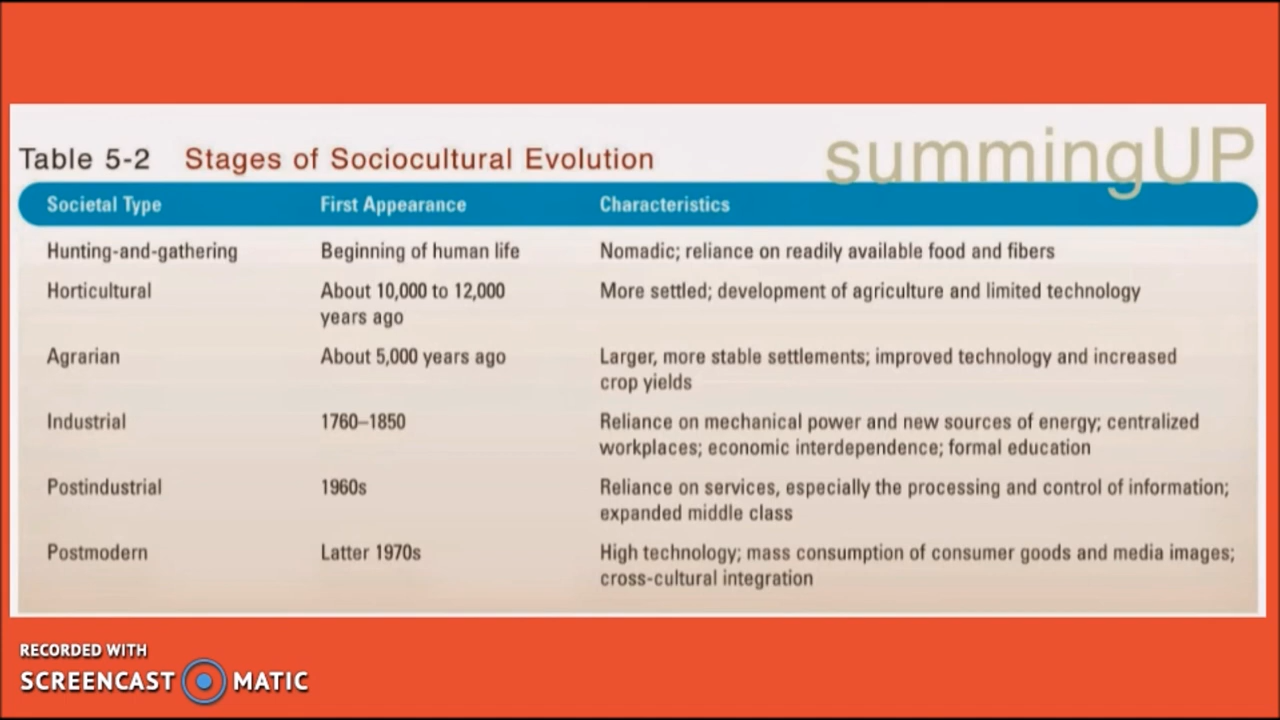 Table 5-2 Stages of Sociocultural Evolution summingUP
Societal Type First Appearance Characteristics
Hunting-and-gathering Beginning of human life Nomadic; reliance on readily available food and fibers
Horticultural About 10,000 to 12,000 More settled; development of agriculture and limited technology
years ago
Agrarian About 5,000 years ago Larger, more stable settlements; improved technology and increased
crop yields
Industrial 1760–1850 Reliance on mechanical power and new sources of energy; centralized
workplaces; economic interdependence; formal education
Postindustrial 1960s Reliance on services, especially the processing and control of information;
expanded middle class
Postmodern Latter 1970s High technology; mass consumption of consumer goods and media images;
cross-cultural integration
RECORDED WITH
SCREENCAST MATIC